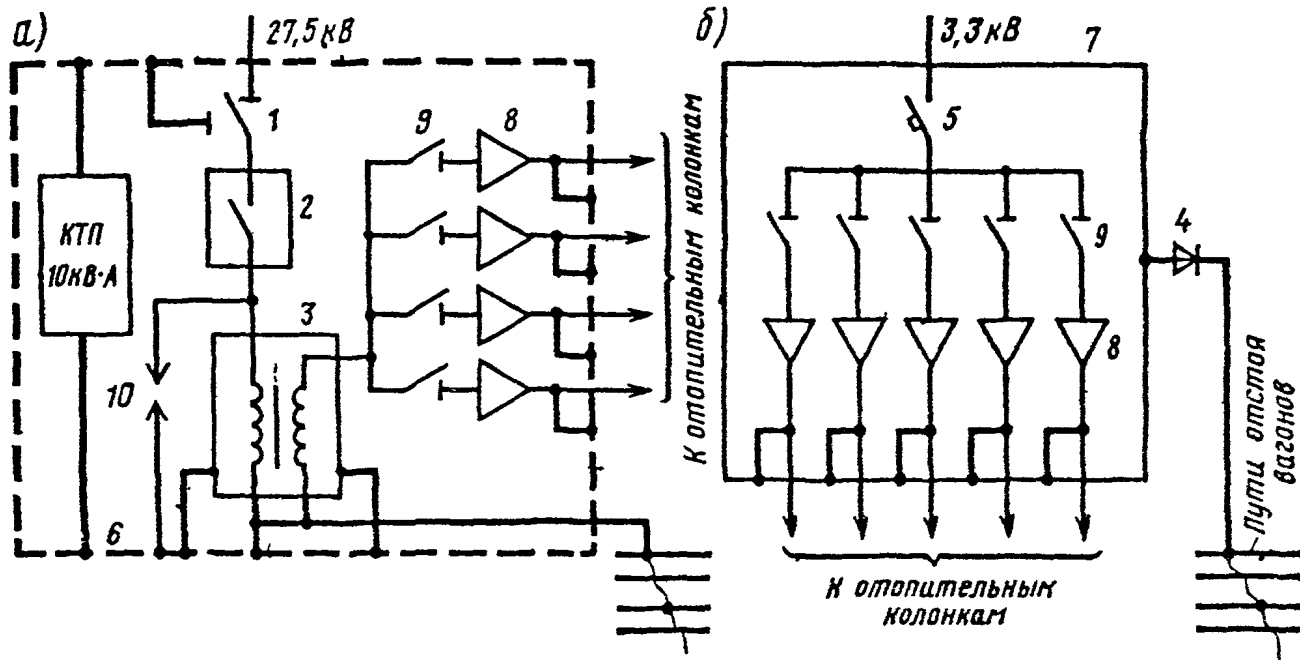 а)
27,5 кВ
1
2
3
КТП
10кВ·А
10
6
9
8
К отопительным колонкам
б)
3,3 кВ
7
5
9
4
8
К отопительным
колонкам
Пути отстоя
вагонов